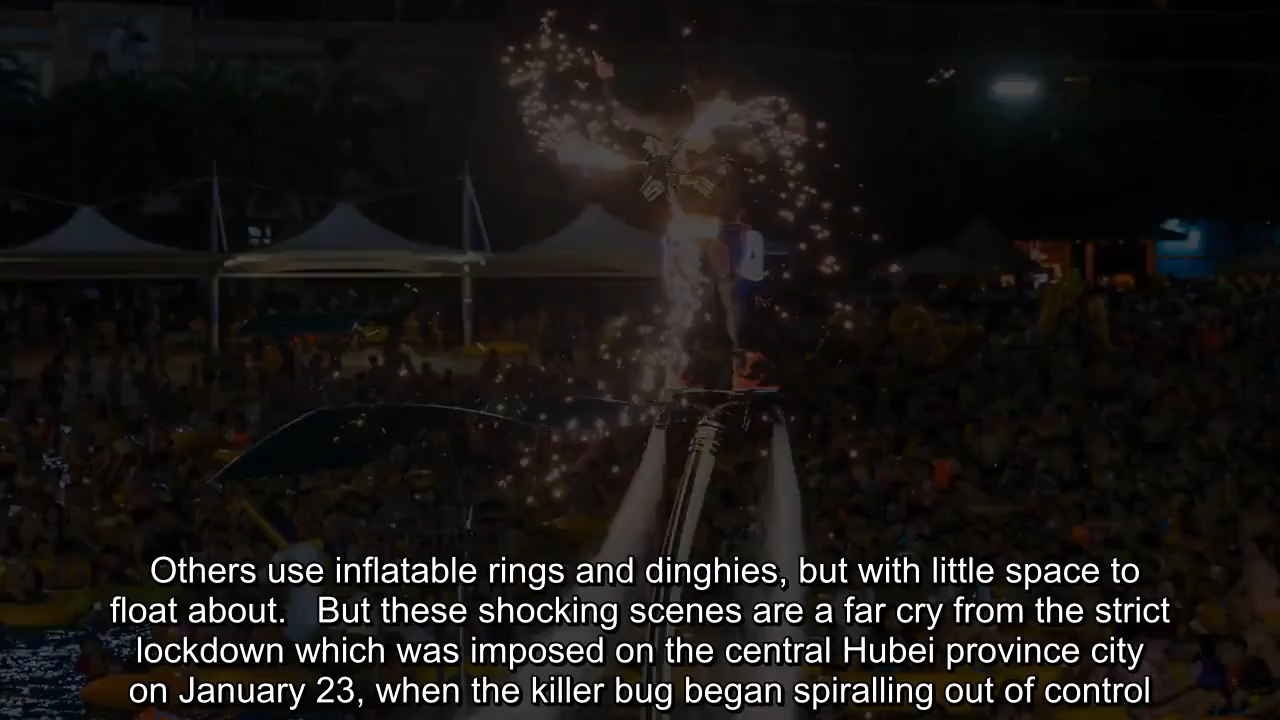 Others use inflatable rings and dinghies, but with little space to
float about.   But these shocking scenes are a far cry from the strict
lockdown which was imposed on the central Hubei province city
on January 23, when the killer bug began spiralling out of control